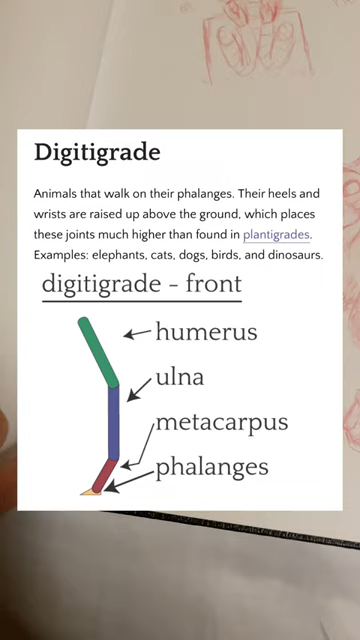 Digitigrade
Animals that walk on their phalanges. Their heels and
wrists are raised up above the ground, which places
these joints much higher than found in plantigrades.
Examples: elephants, cats, dogs, birds, and dinosaurs.
digitigrade - front
humerus
ulna
metacarpus
phalanges